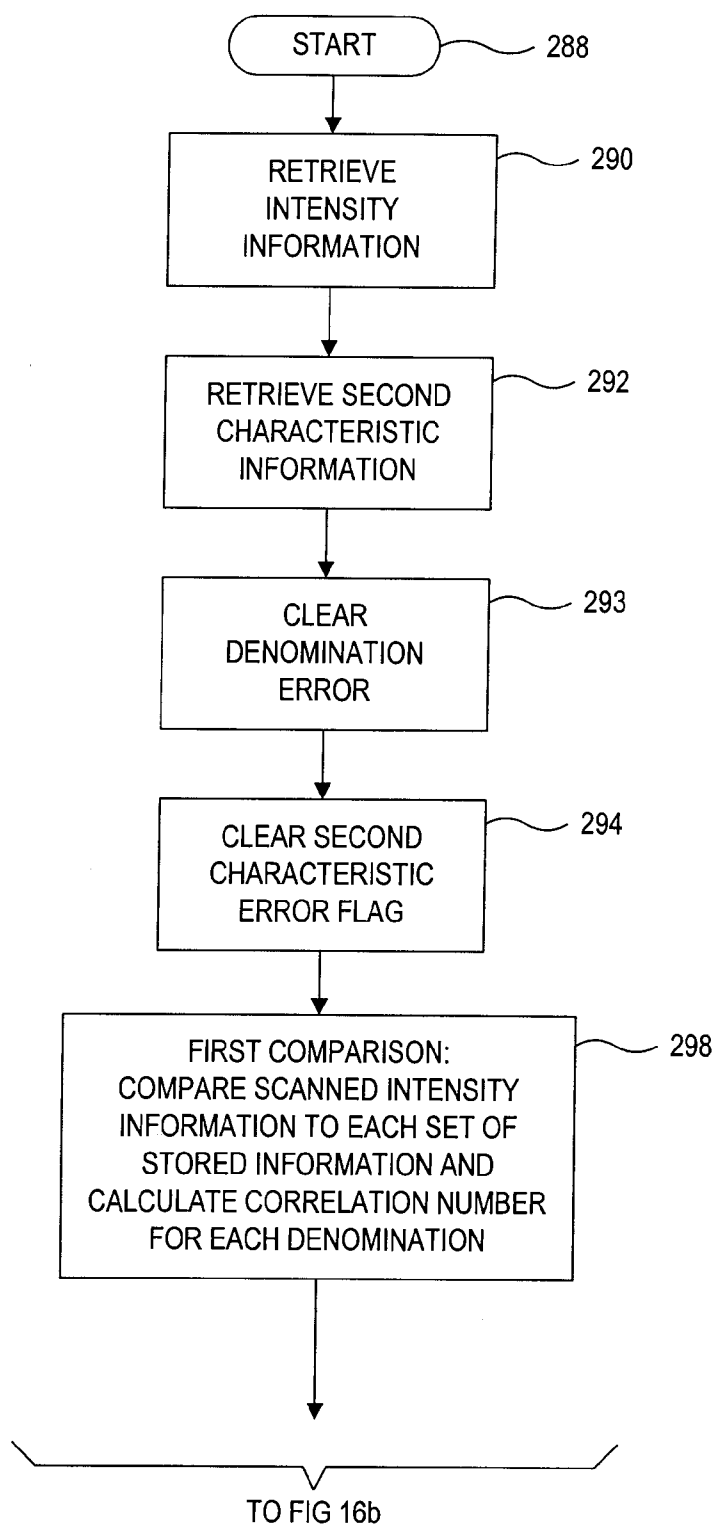 START
288
RETRIEVE
INTENSITY
INFORMATION
290
RETRIEVE SECOND
CHARACTERISTIC
INFORMATION
292
CLEAR
DENOMINATION
ERROR
293
CLEAR SECOND
CHARACTERISTIC
ERROR FLAG
294
FIRST COMPARISON:
COMPARE SCANNED INTENSITY
INFORMATION TO EACH SET OF
STORED INFORMATION AND
CALCULATE CORRELATION NUMBER
FOR EACH DENOMINATION
298
TO FIG 16b